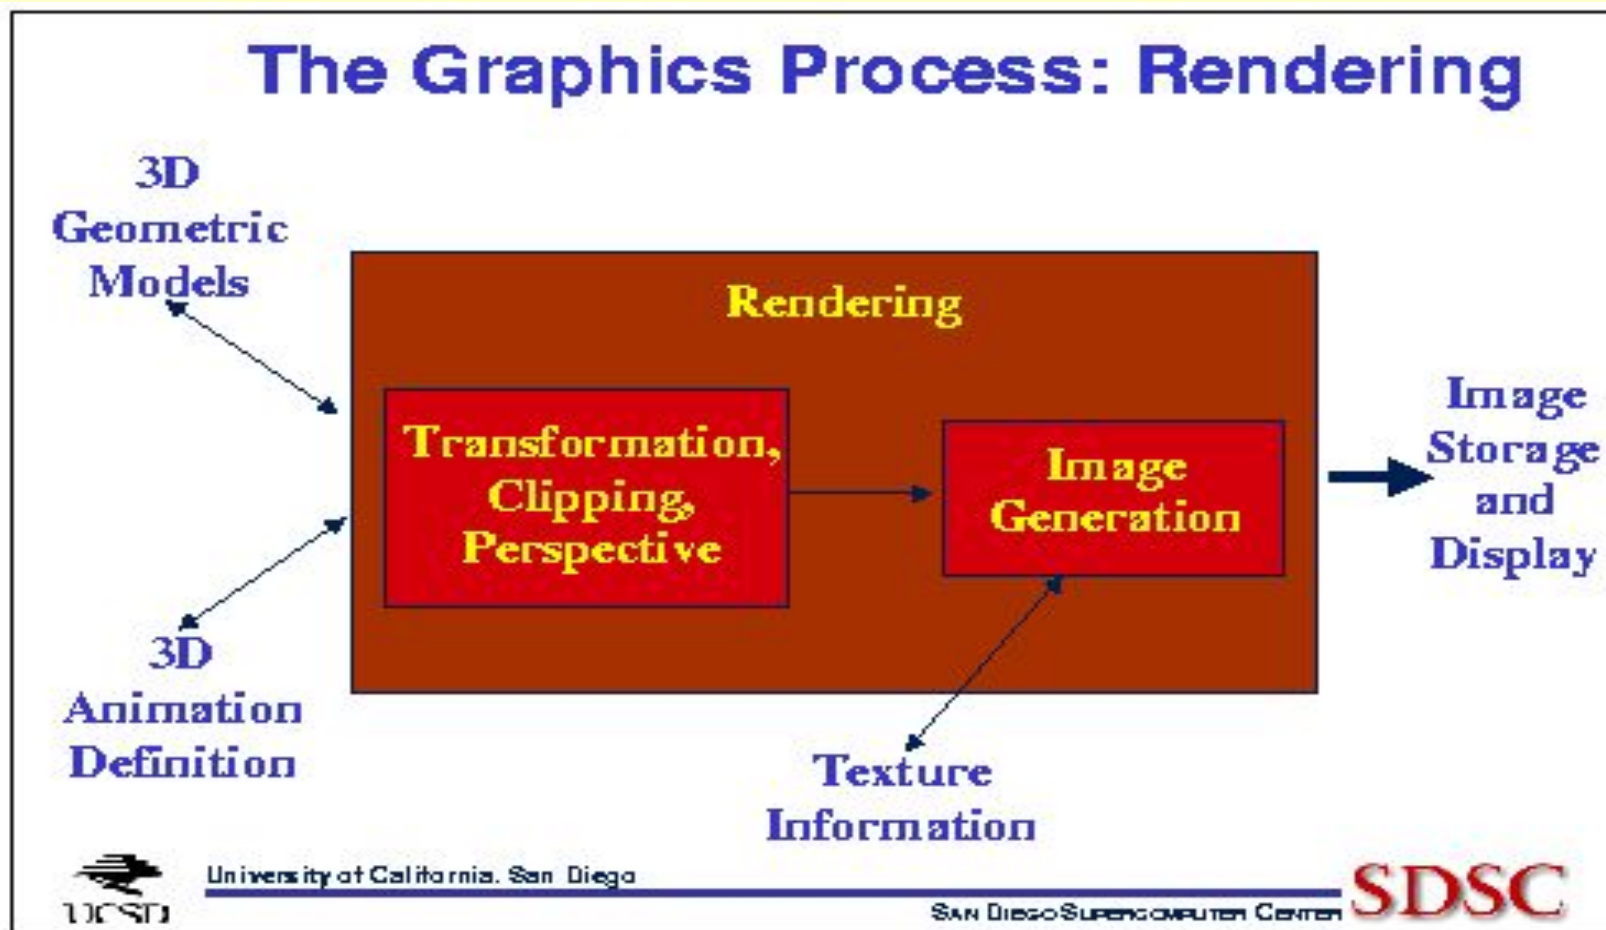 The Graphics Process: Rendering
3D
Geometric
Models
Rendering
Transformation,
Clipping,
Perspective
Image
Generation
Image
Storage
and
Display
3D
Animation
Definition
Texture
Information
UCSD
University of California, San Diego
SAN DIEGO SUPERCOMPUTER CENTER
SDSC